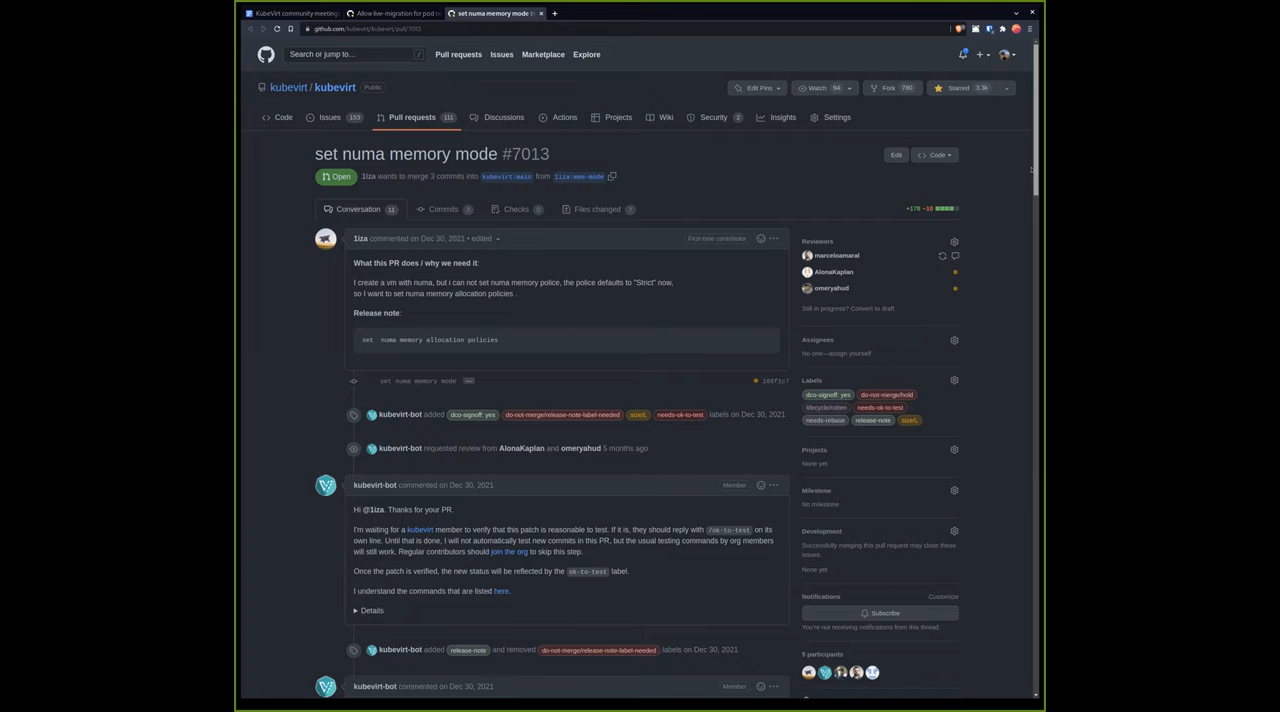 KubeVirt community meeting
Allow live-migration for pod n
set numa memory mode b
github.com/kubevirt/kubevirt/pull/7013
Search or jump to...
/
Pull requests
Issues
Marketplace
Explore
kubevirt / kubevirt
Public
Edit Pins
Watch 94
Fork 780
Starred 3.3k
Code
Issues 153
Pull requests 111
Discussions
Actions
Projects
Wiki
Security 2
Insights
Settings
set numa memory mode #7013
Edit
Code
Open
1iza wants to merge 3 commits into kubevirt:main from 1iza:mem-mode
Conversation 11
Commits 3
Checks 0
Files changed 7
+178 −10
1iza commented on Dec 30, 2021 • edited
First-time contributor
What this PR does / why we need it:
I create a vm with numa, but i can not set numa memory police, the police defaults to "Strict" now,
so I want to set numa memory allocation policies .
Release note:
set numa memory allocation policies
set numa memory mode
kubevirt-bot added dco-signoff: yes do-not-merge/release-note-label-needed size/L needs-ok-to-test labels on Dec 30, 2021
kubevirt-bot requested review from AlonaKaplan and omeryahud 5 months ago
kubevirt-bot commented on Dec 30, 2021
Member
Hi @1iza. Thanks for your PR.
I'm waiting for a kubevirt member to verify that this patch is reasonable to test. If it is, they should reply with /ok-to-test on its
own line. Until that is done, I will not automatically test new commits in this PR, but the usual testing commands by org members
will still work. Regular contributors should join the org to skip this step.
Once the patch is verified, the new status will be reflected by the ok-to-test label.
I understand the commands that are listed here.
Details
kubevirt-bot added release-note and removed do-not-merge/release-note-label-needed labels on Dec 30, 2021
kubevirt-bot commented on Dec 30, 2021
Member
Reviewers
marceloamaral
AlonaKaplan
omeryahud
Still in progress? Convert to draft
Assignees
No one—assign yourself
Labels
dco-signoff: yes do-not-merge/hold
lifecycle/rotten needs-ok-to-test
needs-rebase release-note size/L
Projects
None yet
Milestone
No milestone
Development
Successfully merging this pull request may close these
issues.
None yet
Notifications
Customize
Subscribe
You're not receiving notifications from this thread.
5 participants